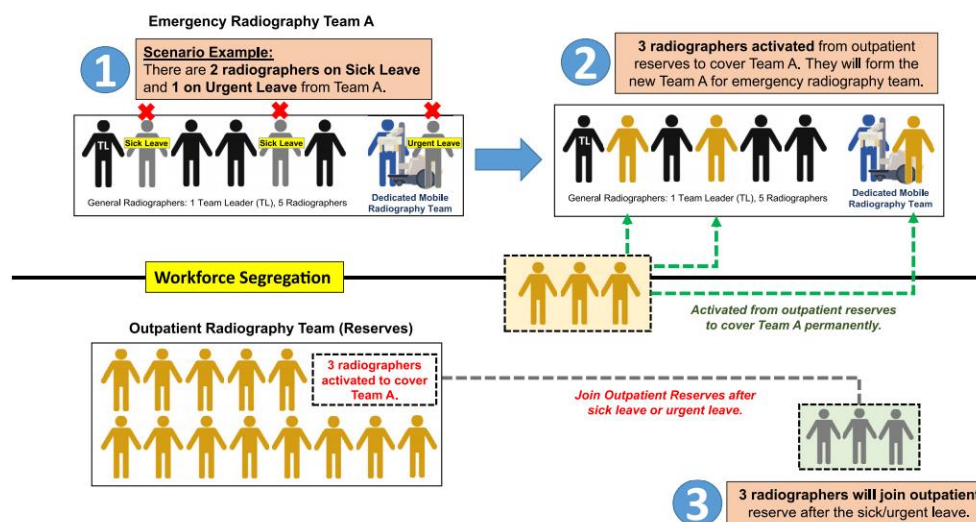 Emergency Radiography Team A
1
Scenario Example:
There are 2 radiographers on Sick Leave
and 1 on Urgent Leave from Team A.
2
3 radiographers activated from outpatient
reserves to cover Team A. They will form the
new Team A for emergency radiography team.
TL
Sick Leave
Sick Leave
Urgent Leave
General Radiographers: 1 Team Leader (TL), 5 Radiographers
Dedicated Mobile
Radiography Team
TL
General Radiographers: 1 Team Leader (TL), 5 Radiographers
Dedicated Mobile
Radiography Team
Workforce Segregation
Activated from outpatient reserves
to cover Team A permanently.
Outpatient Radiography Team (Reserves)
3 radiographers
activated to cover
Team A.
Join Outpatient Reserves after
sick leave or urgent leave.
3
3 radiographers will join outpatient
reserve after the sick/urgent leave.